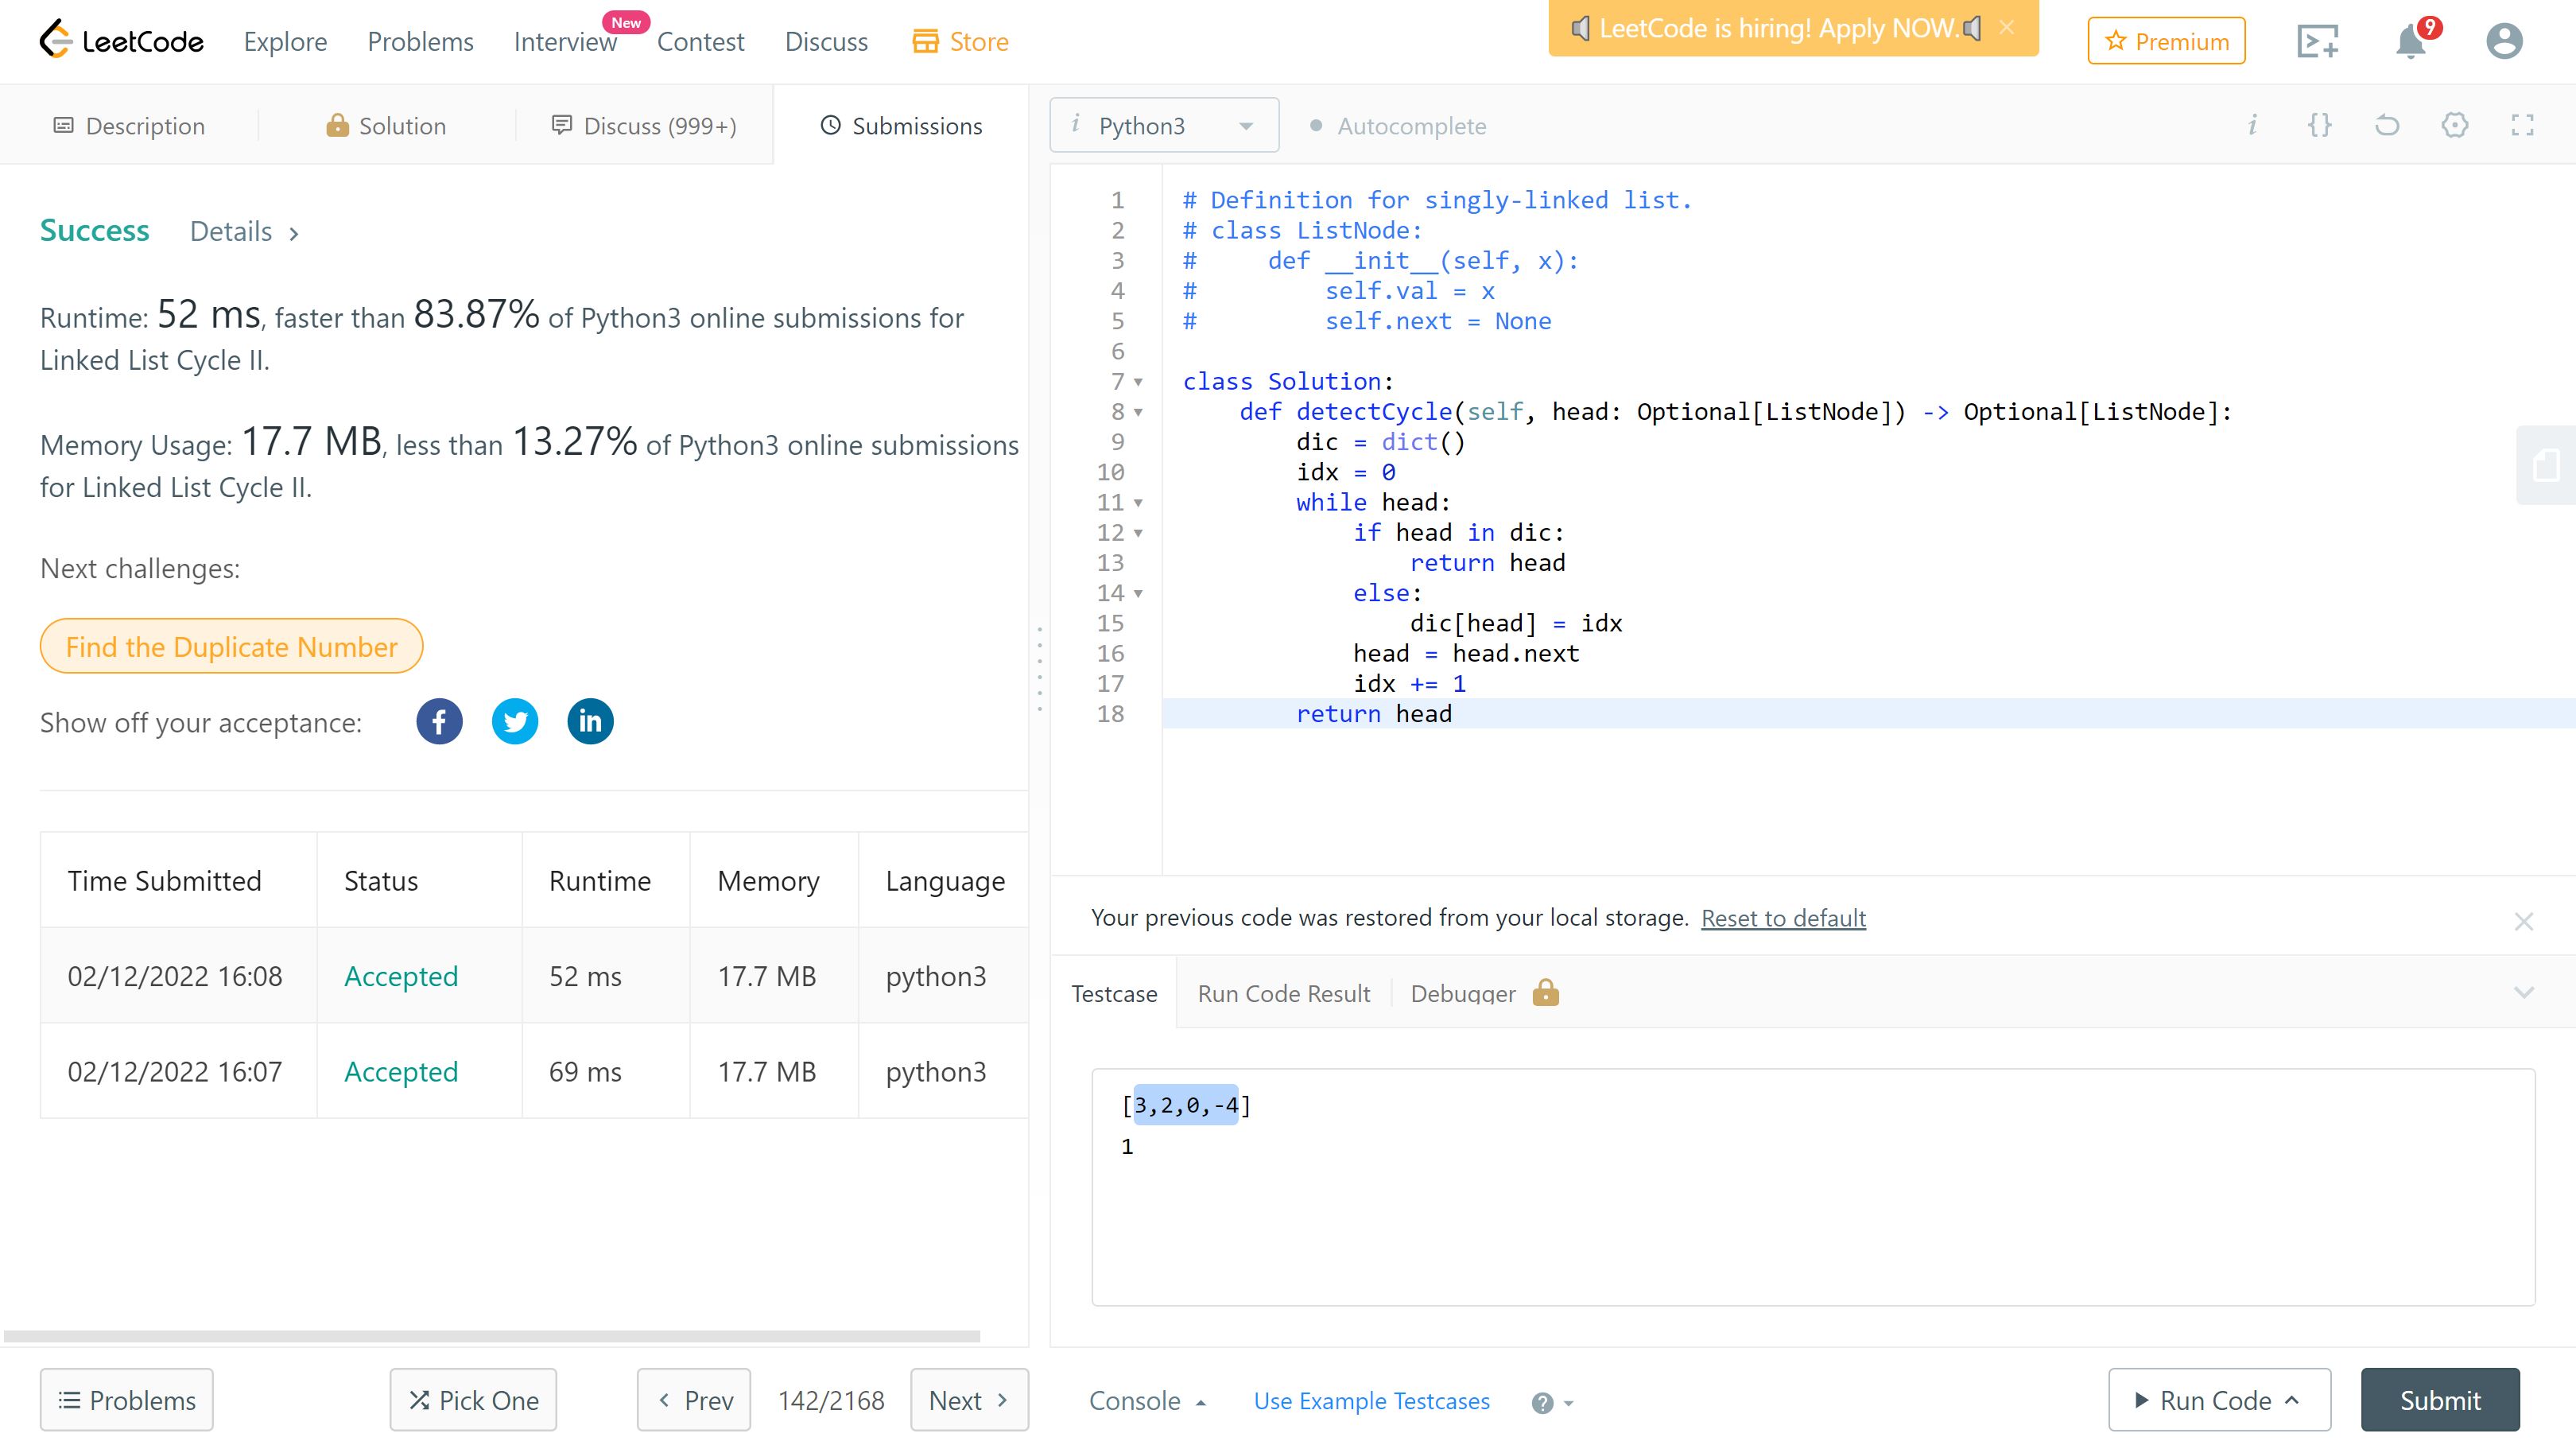 LeetCode Explore Problems Interview New Contest Discuss Store LeetCode is hiring! Apply NOW. Premium 9
Description Solution Discuss (999+) Submissions
Success Details >
Runtime: 52 ms, faster than 83.87% of Python3 online submissions for
Linked List Cycle II.
Memory Usage: 17.7 MB, less than 13.27% of Python3 online submissions
for Linked List Cycle II.
Next challenges:
Find the Duplicate Number
Show off your acceptance:
Time Submitted Status Runtime Memory Language
02/12/2022 16:08 Accepted 52 ms 17.7 MB python3
02/12/2022 16:07 Accepted 69 ms 17.7 MB python3
Problems Pick One Prev 142/2168 Next
i Python3 Autocomplete i {}
1 # Definition for singly-linked list.
2 # class ListNode:
3 #     def __init__(self, x):
4 #         self.val = x
5 #         self.next = None
6
7 class Solution:
8     def detectCycle(self, head: Optional[ListNode]) -> Optional[ListNode]:
9         dic = dict()
10         idx = 0
11         while head:
12             if head in dic:
13                 return head
14             else:
15                 dic[head] = idx
16             head = head.next
17             idx += 1
18         return head
Your previous code was restored from your local storage. Reset to default
Testcase Run Code Result Debugger
[3,2,0,-4]
1
Console Use Example Testcases ? Run Code Submit